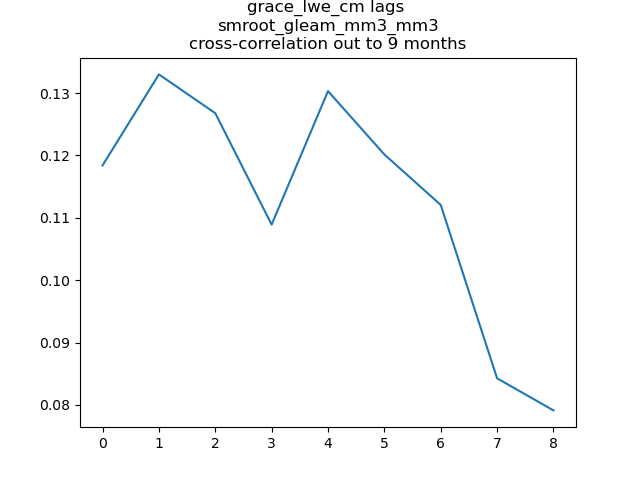 grace_lwe_cm lags
smroot_gleam_mm3_mm3
cross-correlation out to 9 months
0.13
0.12
0.11
0.10
0.09
0.08
0 1 2 3 4 5 6 7 8